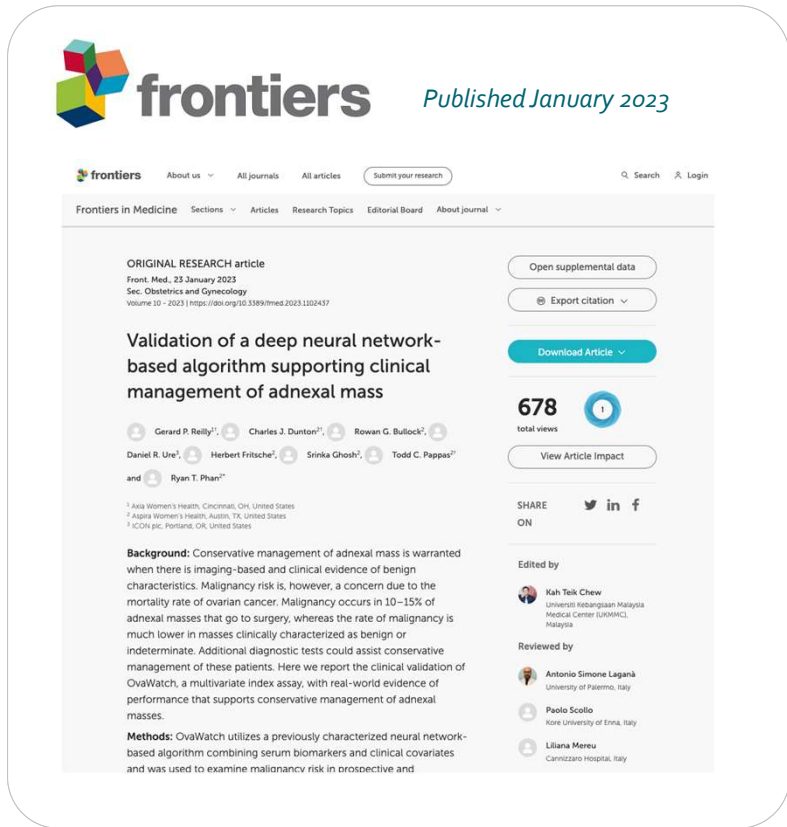 frontiers
Published January 2023
frontiers About us All journals All articles Submit your research Search Login
Frontiers in Medicine Sections Articles Research Topics Editorial Board About journal
ORIGINAL RESEARCH article
Front. Med., 23 January 2023
Sec. Obstetrics and Gynecology
Volume 10 - 2023 | https://doi.org/10.3389/fmed.2023.1102437
Validation of a deep neural network-
based algorithm supporting clinical
management of adnexal mass
Gerard P. Reilly1†, Charles J. Dunton2†, Rowan G. Bullock2,
Daniel R. Ure3, Herbert Fritsche2, Srinka Ghosh2, Todd C. Pappas2†
and Ryan T. Phan2*
1 Axia Women's Health, Cincinnati, OH, United States
2 Aspira Women's Health, Austin, TX, United States
3 ICON plc, Portland, OR, United States
Background: Conservative management of adnexal mass is warranted
when there is imaging-based and clinical evidence of benign
characteristics. Malignancy risk is, however, a concern due to the
mortality rate of ovarian cancer. Malignancy occurs in 10–15% of
adnexal masses that go to surgery, whereas the rate of malignancy is
much lower in masses clinically characterized as benign or
indeterminate. Additional diagnostic tests could assist conservative
management of these patients. Here we report the clinical validation of
OvaWatch, a multivariate index assay, with real-world evidence of
performance that supports conservative management of adnexal
masses.
Methods: OvaWatch utilizes a previously characterized neural network-
based algorithm combining serum biomarkers and clinical covariates
and was used to examine malignancy risk in prospective and
Open supplemental data
Export citation
Download Article
678
total views
1
View Article Impact
SHARE
ON
Edited by
Kah Teik Chew
Universiti Kebangsaan Malaysia
Medical Center (UKMMC),
Malaysia
Reviewed by
Antonio Simone Laganà
University of Palermo, Italy
Paolo Scollo
Kore University of Enna, Italy
Liliana Mereu
Cannizzaro Hospital, Italy